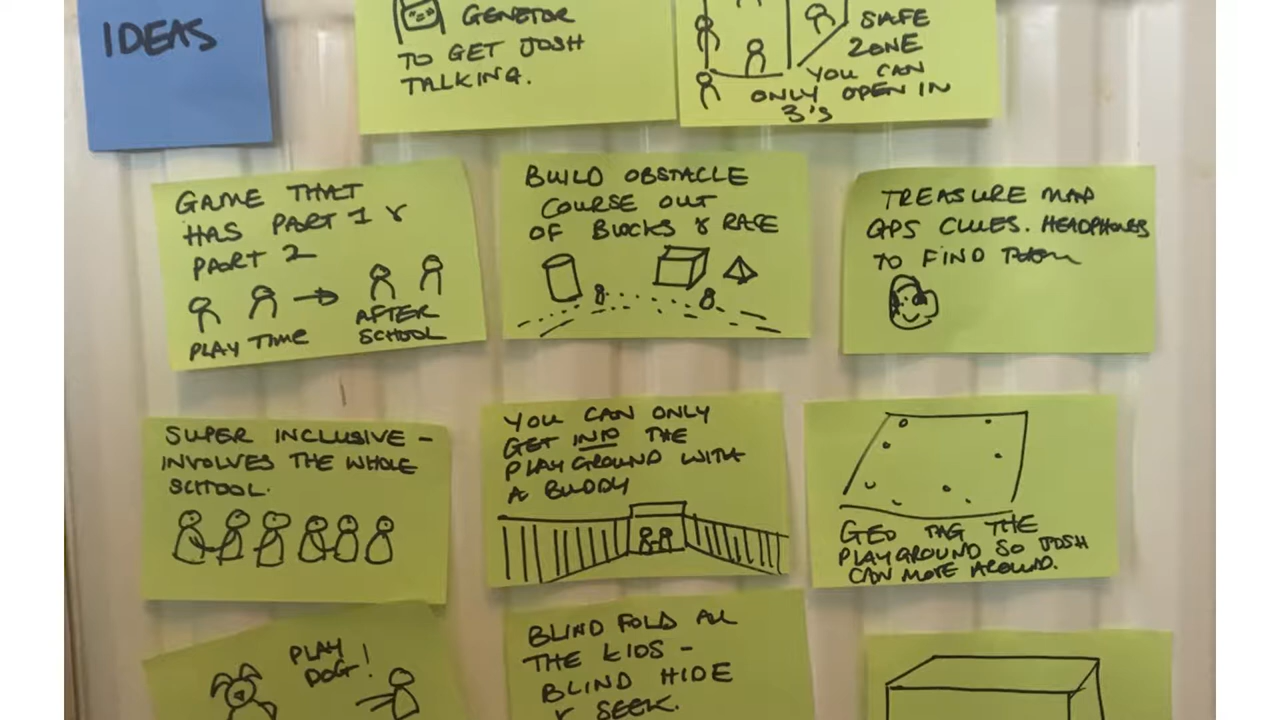 IDEAS
GENETOR
TO GET JOSH
TALKING.
SAFE
ZONE
YOU CAN
ONLY OPEN IN
3's
GAME THAT
HAS PART 1 &
PART 2
PLAY TIME
AFTER
SCHOOL
BUILD OBSTACLE
COURSE OUT
OF BLOCKS & RACE
TREASURE MAP
GPS CLUES. HEADPHONES
TO FIND
SUPER INCLUSIVE -
INVOLVES THE WHOLE
SCHOOL.
YOU CAN ONLY
GET INTO THE
PLAYGROUND WITH
A BUDDY
GEO TAG THE
PLAYGROUND SO JOSH
CAN MOVE AROUND.
PLAY
DOG!
BLIND FOLD ALL
THE KIDS -
BLIND HIDE
& SEEK.